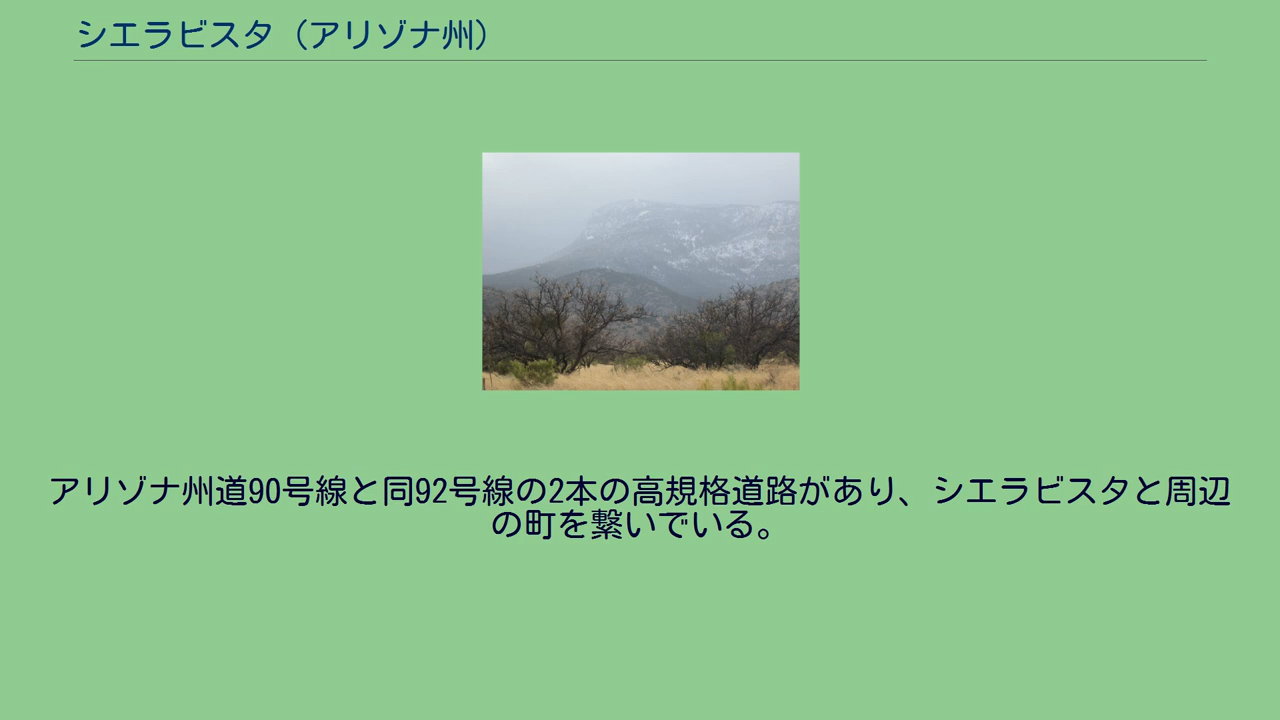 シエラビスタ（アリゾナ州）
アリゾナ州道90号線と同92号線の2本の高規格道路があり、シエラビスタと周辺
の町を繋いでいる。